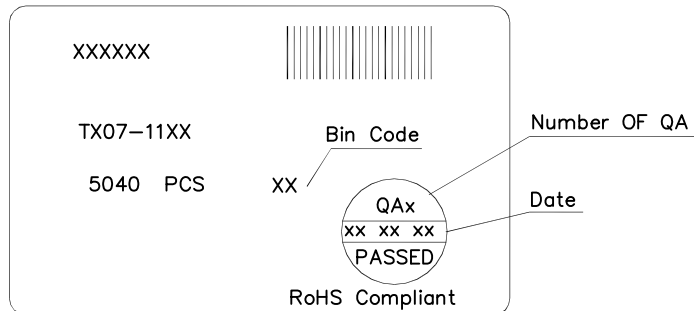 XXXXXX
TX07-11XX
Bin Code
Number OF QA
5040 PCS
XX
QAx
Date
xx xx xx
PASSED
RoHS Compliant